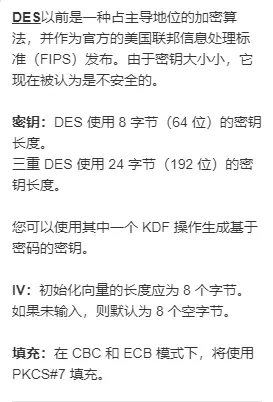 DES以前是一种占主导地位的加密算
法，并作为官方的美国联邦信息处理标
准（FIPS）发布。由于密钥大小小，它
现在被认为是不安全的。
密钥：DES 使用 8 字节（64 位）的密钥
长度。
三重 DES 使用 24 字节（192 位）的密
钥长度。
您可以使用其中一个 KDF 操作生成基于
密码的密钥。
IV：初始化向量的长度应为 8 个字节。
如果未输入，则默认为 8 个空字节。
填充：在 CBC 和 ECB 模式下，将使用
PKCS#7 填充。